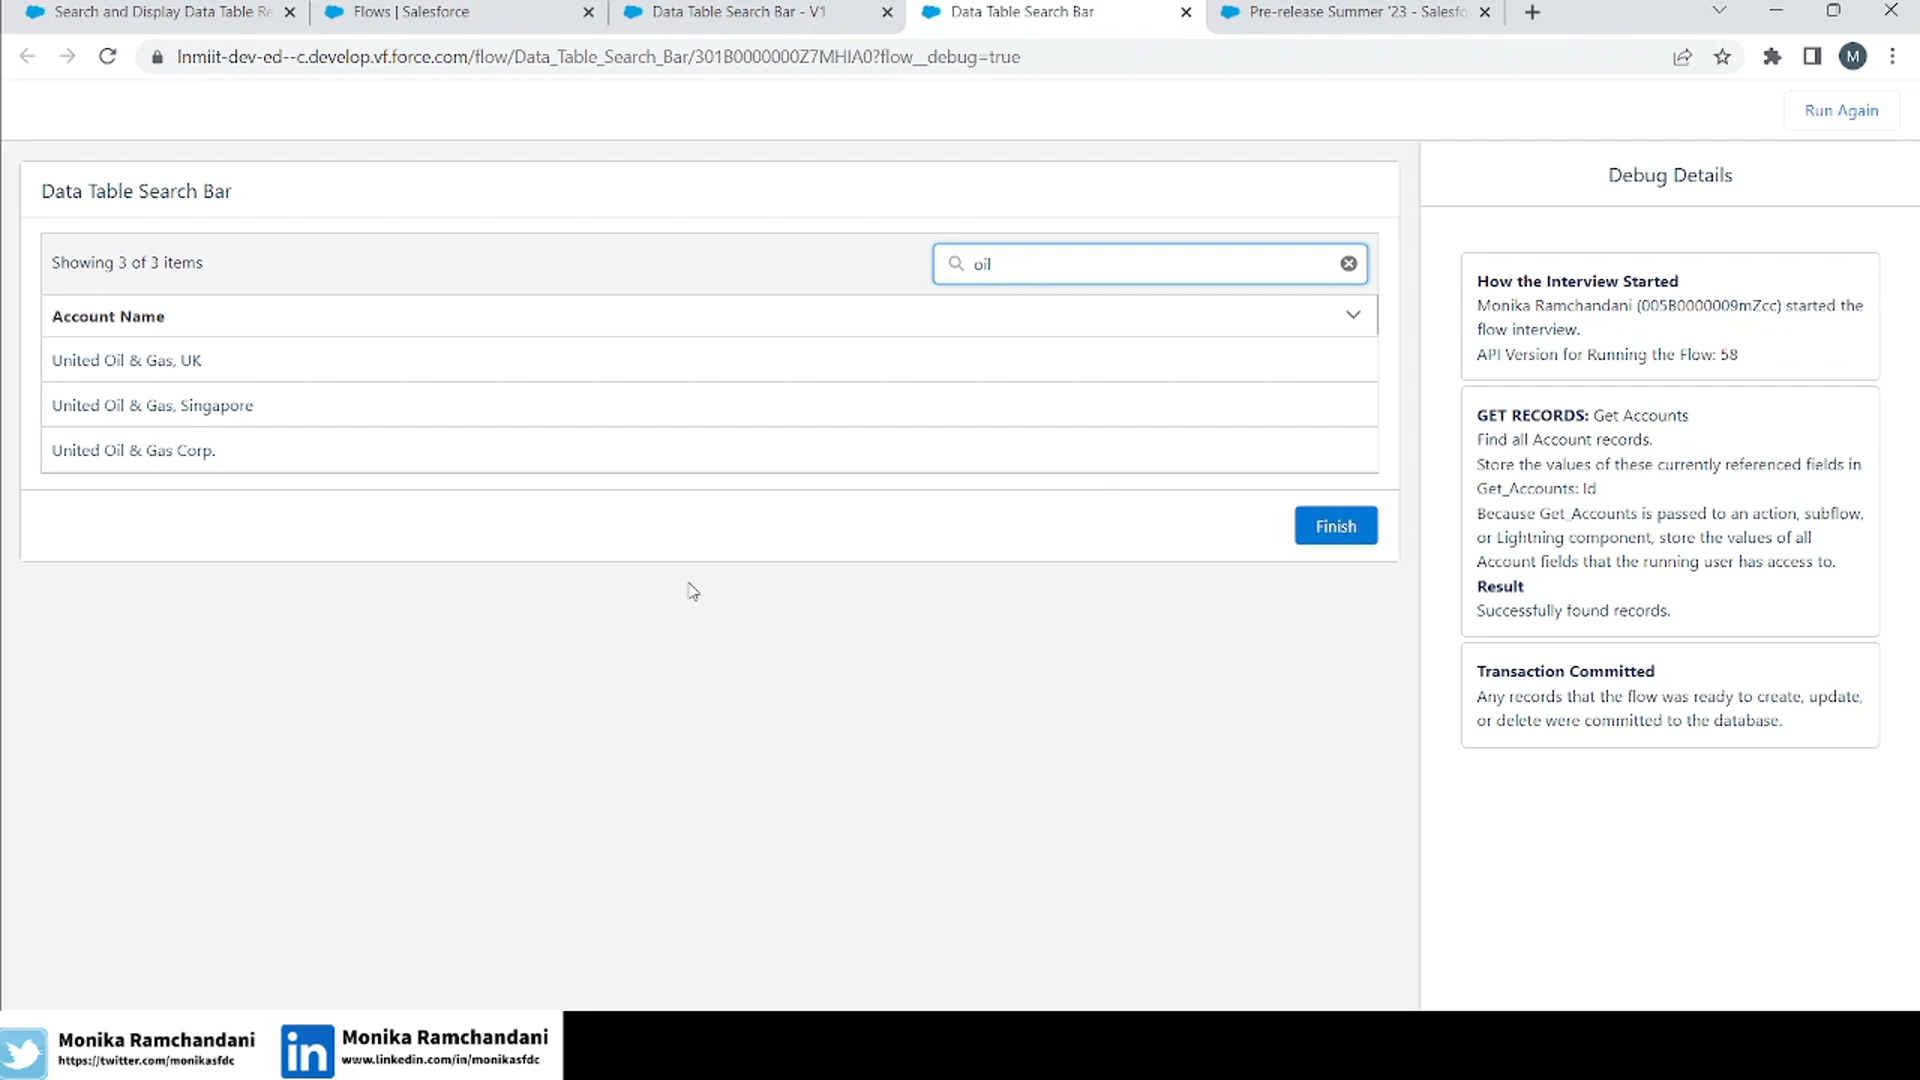 Search and Display Data Table Re
Flows | Salesforce
Data Table Search Bar - V1
Data Table Search Bar
Pre-release Summer '23 - Salesfo
lnmiit-dev-ed--c.develop.vf.force.com/flow/Data_Table_Search_Bar/301B0000000Z7MHIA0?flow__debug=true
M
Run Again
Data Table Search Bar
Showing 3 of 3 items
oil
Account Name
United Oil & Gas, UK
United Oil & Gas, Singapore
United Oil & Gas Corp.
Finish
Debug Details
How the Interview Started
Monika Ramchandani (005B0000009mZcc) started the
flow interview.
API Version for Running the Flow: 58
GET RECORDS: Get Accounts
Find all Account records.
Store the values of these currently referenced fields in
Get_Accounts: Id
Because Get_Accounts is passed to an action, subflow,
or Lightning component, store the values of all
Account fields that the running user has access to.
Result
Successfully found records.
Transaction Committed
Any records that the flow was ready to create, update,
or delete were committed to the database.
Monika Ramchandani
https://twitter.com/monikasfdc
in
Monika Ramchandani
www.linkedin.com/in/monikasfdc